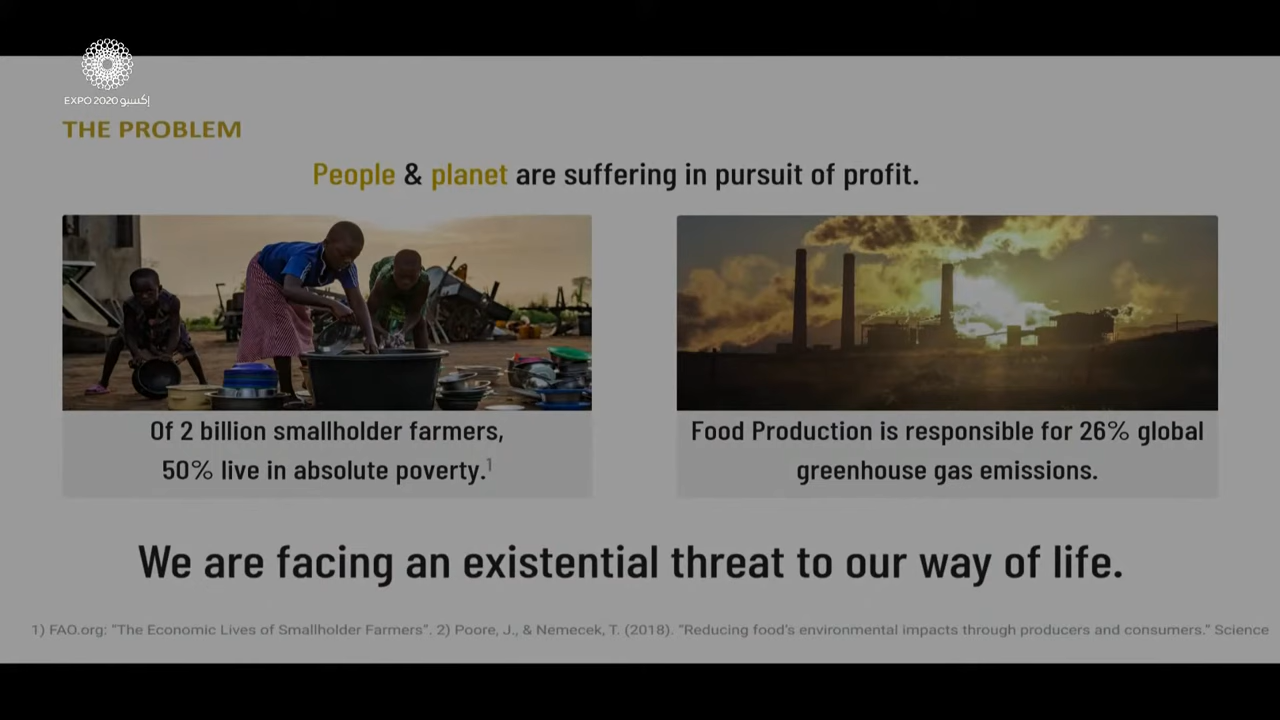 EXPO 2020 إكسبو
THE PROBLEM
People & planet are suffering in pursuit of profit.
Of 2 billion smallholder farmers,
50% live in absolute poverty.1
Food Production is responsible for 26% global
greenhouse gas emissions.
We are facing an existential threat to our way of life.
1) FAO.org: "The Economic Lives of Smallholder Farmers". 2) Poore, J., & Nemecek, T. (2018). "Reducing food's environmental impacts through producers and consumers." Science